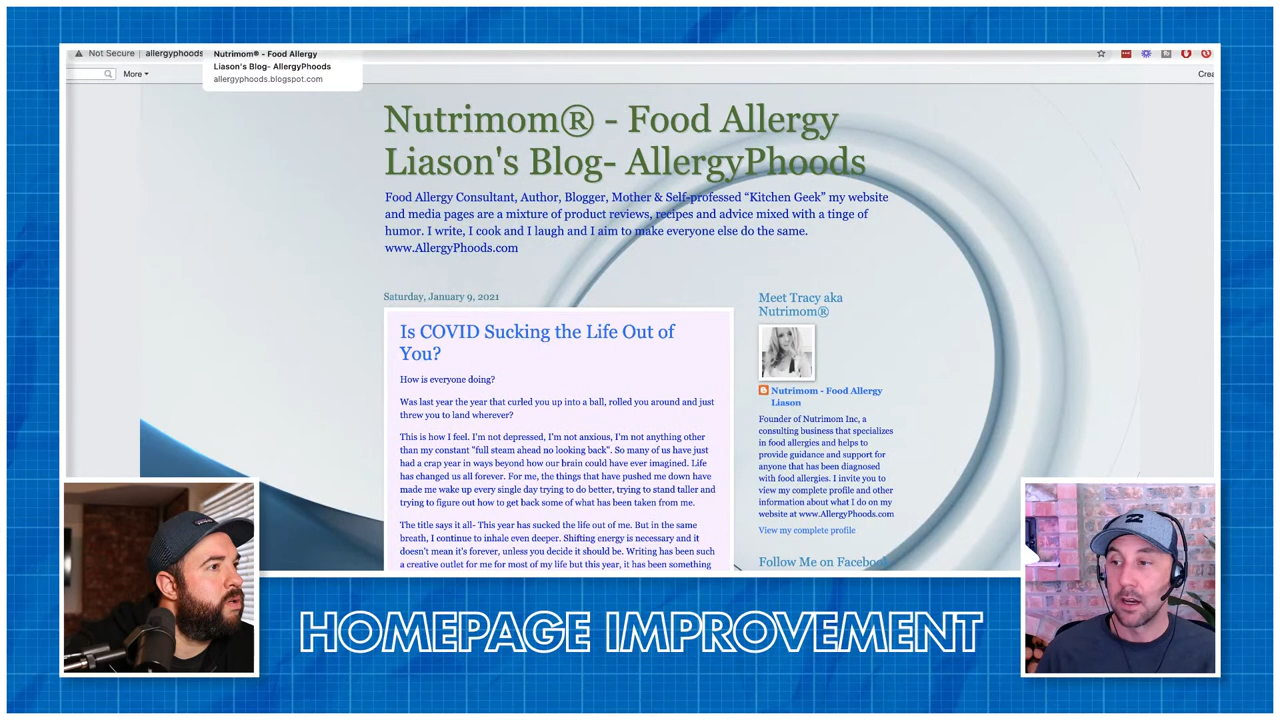 Not Secure | allergyphoods
Nutrimom® - Food Allergy
Liason's Blog- AllergyPhoods
allergyphoods.blogspot.com
More
Crea
Nutrimom® - Food Allergy
Liason's Blog- AllergyPhoods
Food Allergy Consultant, Author, Blogger, Mother & Self-professed “Kitchen Geek” my website
and media pages are a mixture of product reviews, recipes and advice mixed with a tinge of
humor. I write, I cook and I laugh and I aim to make everyone else do the same.
www.AllergyPhoods.com
Saturday, January 9, 2021
Is COVID Sucking the Life Out of
You?
How is everyone doing?
Was last year the year that curled you up into a ball, rolled you around and just
threw you to land wherever?
This is how I feel. I'm not depressed, I'm not anxious, I'm not anything other
than my constant "full steam ahead no looking back". So many of us have just
had a crap year in ways beyond how our brain could have ever imagined. Life
has changed us all forever. For me, the things that have pushed me down have
made me wake up every single day trying to do better, trying to stand taller and
trying to figure out how to get back some of what has been taken from me.
The title says it all- This year has sucked the life out of me. But in the same
breath, I continue to inhale even deeper. Shifting energy is necessary and it
doesn't mean it's forever, unless you decide it should be. Writing has been such
a creative outlet for me for most of my life but this year, it has been something
Meet Tracy aka
Nutrimom®
Nutrimom - Food Allergy
Liason
Founder of Nutrimom Inc, a
consulting business that specializes
in food allergies and helps to
provide guidance and support for
anyone that has been diagnosed
with food allergies. I invite you to
view my complete profile and other
information about what I do on my
website at www.AllergyPhoods.com
View my complete profile
Follow Me on Facebook
HOMEPAGE IMPROVEMENT